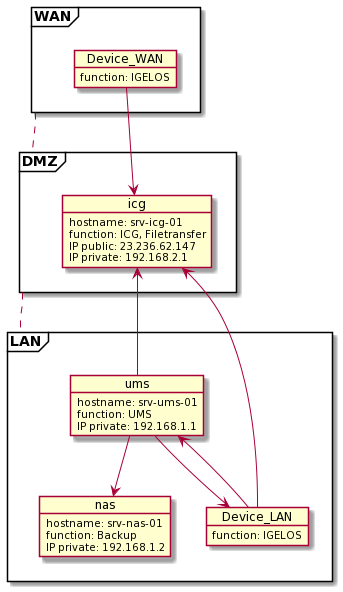 WAN
Device_WAN
function: IGELOS
DMZ
icg
hostname: srv-icg-01
function: ICG, Filetransfer
IP public: 23.236.62.147
IP private: 192.168.2.1
LAN
ums
hostname: srv-ums-01
function: UMS
IP private: 192.168.1.1
nas
hostname: srv-nas-01
function: Backup
IP private: 192.168.1.2
Device_LAN
function: IGELOS